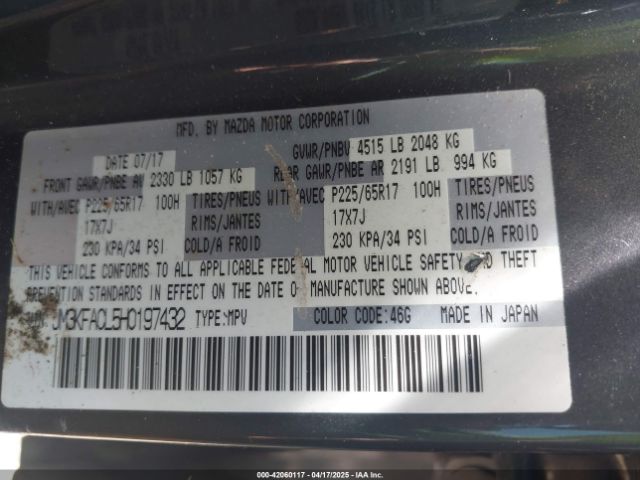 MFD. BY MAZDA MOTOR CORPORATION
DATE 07/17 GVWR/PNBV 4515 LB 2048 KG
FRONT GAWR/PNBE AV 2330 LB 1057 KG REAR GAWR/PNBE AR 2191 LB 994 KG
WITH/AVEC P225/65R17 100H TIRES/PNEUS WITH/AVEC P225/65R17 100H TIRES/PNEUS
17X7J RIMS/JANTES 17X7J RIMS/JANTES
230 KPA/34 PSI COLD/A FROID 230 KPA/34 PSI COLD/A FROID
THIS VEHICLE CONFORMS TO ALL APPLICABLE FEDERAL MOTOR VEHICLE SAFETY AND THEFT
PREVENTION STANDARDS IN EFFECT ON THE DATE OF MANUFACTURE SHOWN ABOVE.
JM3KFACL5H0197432 TYPE:MPV COLOR CODE:46G MADE IN JAPAN
000-42060117 - 04/17/2025 - IAAI.COM